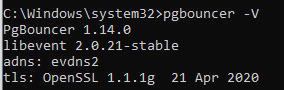 C:\Windows\system32>pgbouncer -V
PgBouncer 1.14.0
libevent 2.0.21-stable
adns: evdns2
tls: OpenSSL 1.1.1g  21 Apr 2020